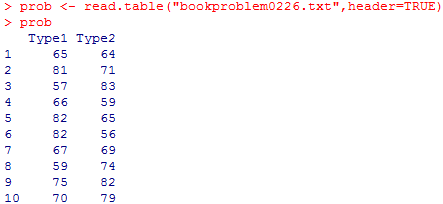 > prob <- read.table("bookproblem0226.txt",header=TRUE)
> prob
Type1 Type2
1 65 64
2 81 71
3 57 83
4 66 59
5 82 65
6 82 56
7 67 69
8 59 74
9 75 82
10 70 79